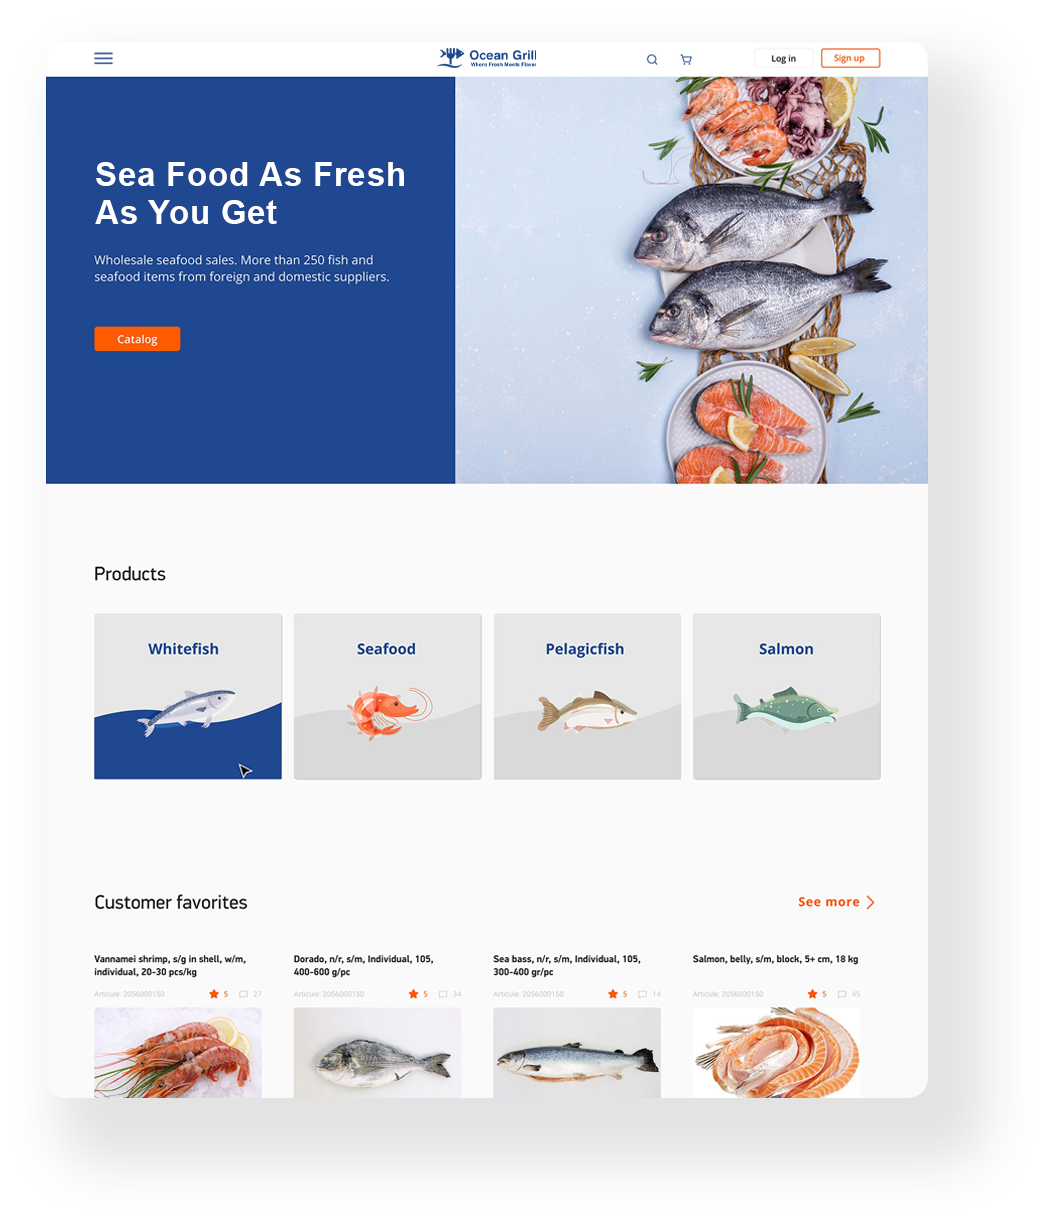 Ocean Grill
Where Fresh Meets Flavor
Log in
Sign up
Sea Food As Fresh
As You Get
Wholesale seafood sales. More than 250 fish and
seafood items from foreign and domestic suppliers.
Catalog
Products
Whitefish
Seafood
Pelagicfish
Salmon
Customer favorites
See more
Vannamei shrimp, s/g in shell, w/m,
individual, 20-30 pcs/kg
Articule: 2056000150
5
27
Dorado, n/r, s/m, Individual, 105,
400-600 g/pc
Articule: 2056000150
5
34
Sea bass, n/r, s/m, Individual, 105,
300-400 gr/pc
Articule: 2056000150
5
14
Salmon, belly, s/m, block, 5+ cm, 18 kg
Articule: 2056000150
5
45